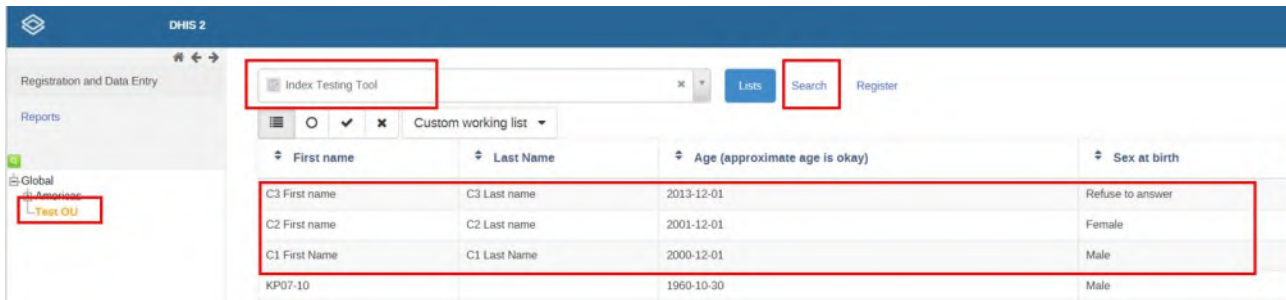 DHIS 2
Registration and Data Entry
Reports
Global
Americas
Test OU
Index Testing Tool
Lists Search Register
Custom working list
First name Last Name Age (approximate age is okay) Sex at birth
C3 First name C3 Last name 2013-12-01 Refuse to answer
C2 First name C2 Last name 2001-12-01 Female
C1 First Name C1 Last Name 2000-12-01 Male
KP07-10 1960-10-30 Male